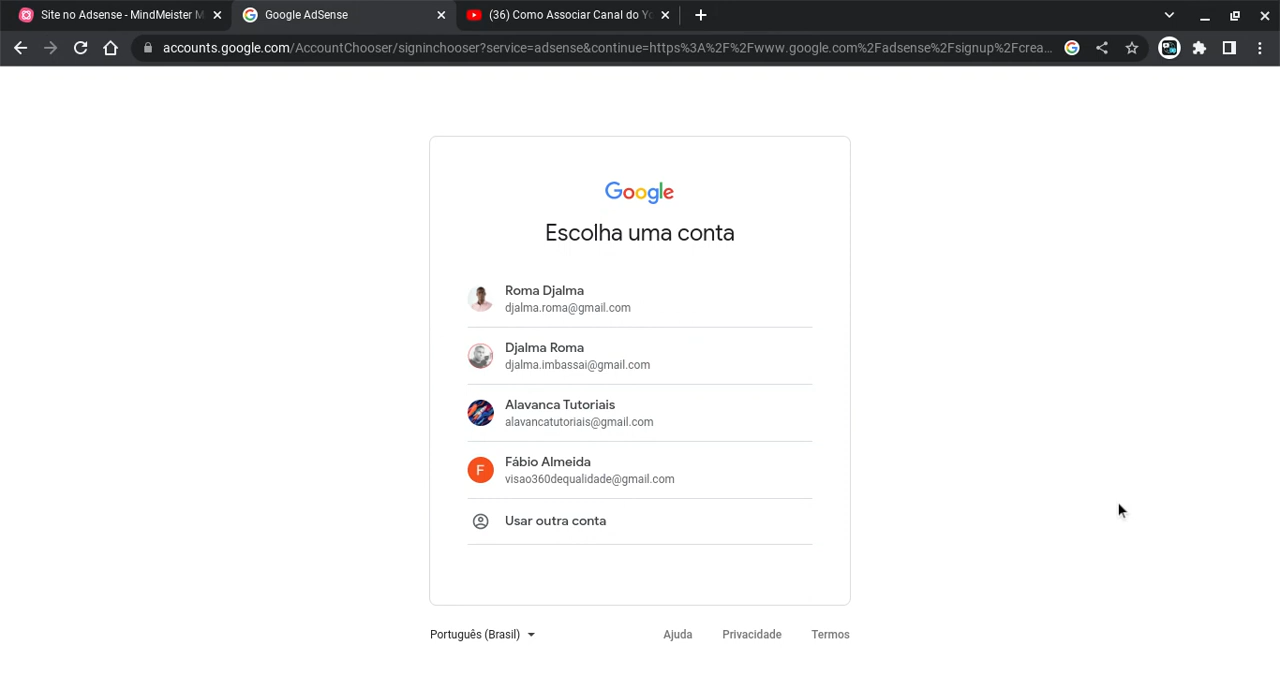 Site no Adsense - MindMeister M
Google AdSense
(36) Como Associar Canal do Yo
accounts.google.com/AccountChooser/signinchooser?service=adsense&continue=https%3A%2F%2Fwww.google.com%2Fadsense%2Fsignup%2Fcrea...
Google
Escolha uma conta
Roma Djalma
djalma.roma@gmail.com
Djalma Roma
djalma.imbassai@gmail.com
Alavanca Tutoriais
alavancatutoriais@gmail.com
F
Fábio Almeida
visao360dequalidade@gmail.com
Usar outra conta
Português (Brasil)
Ajuda
Privacidade
Termos